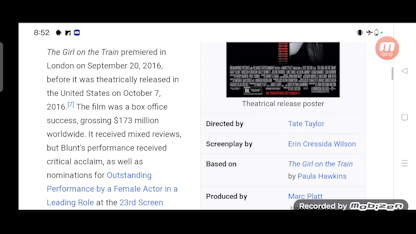 8:52
The Girl on the Train premiered in
London on September 20, 2016,
before it was theatrically released in
the United States on October 7,
2016.[7] The film was a box office
success, grossing $173 million
worldwide. It received mixed reviews,
but Blunt's performance received
critical acclaim, as well as
nominations for Outstanding
Performance by a Female Actor in a
Leading Role at the 23rd Screen
Theatrical release poster
Directed by Tate Taylor
Screenplay by Erin Cressida Wilson
Based on The Girl on the Train
by Paula Hawkins
Produced by Marc Platt
Recorded by Mobizen